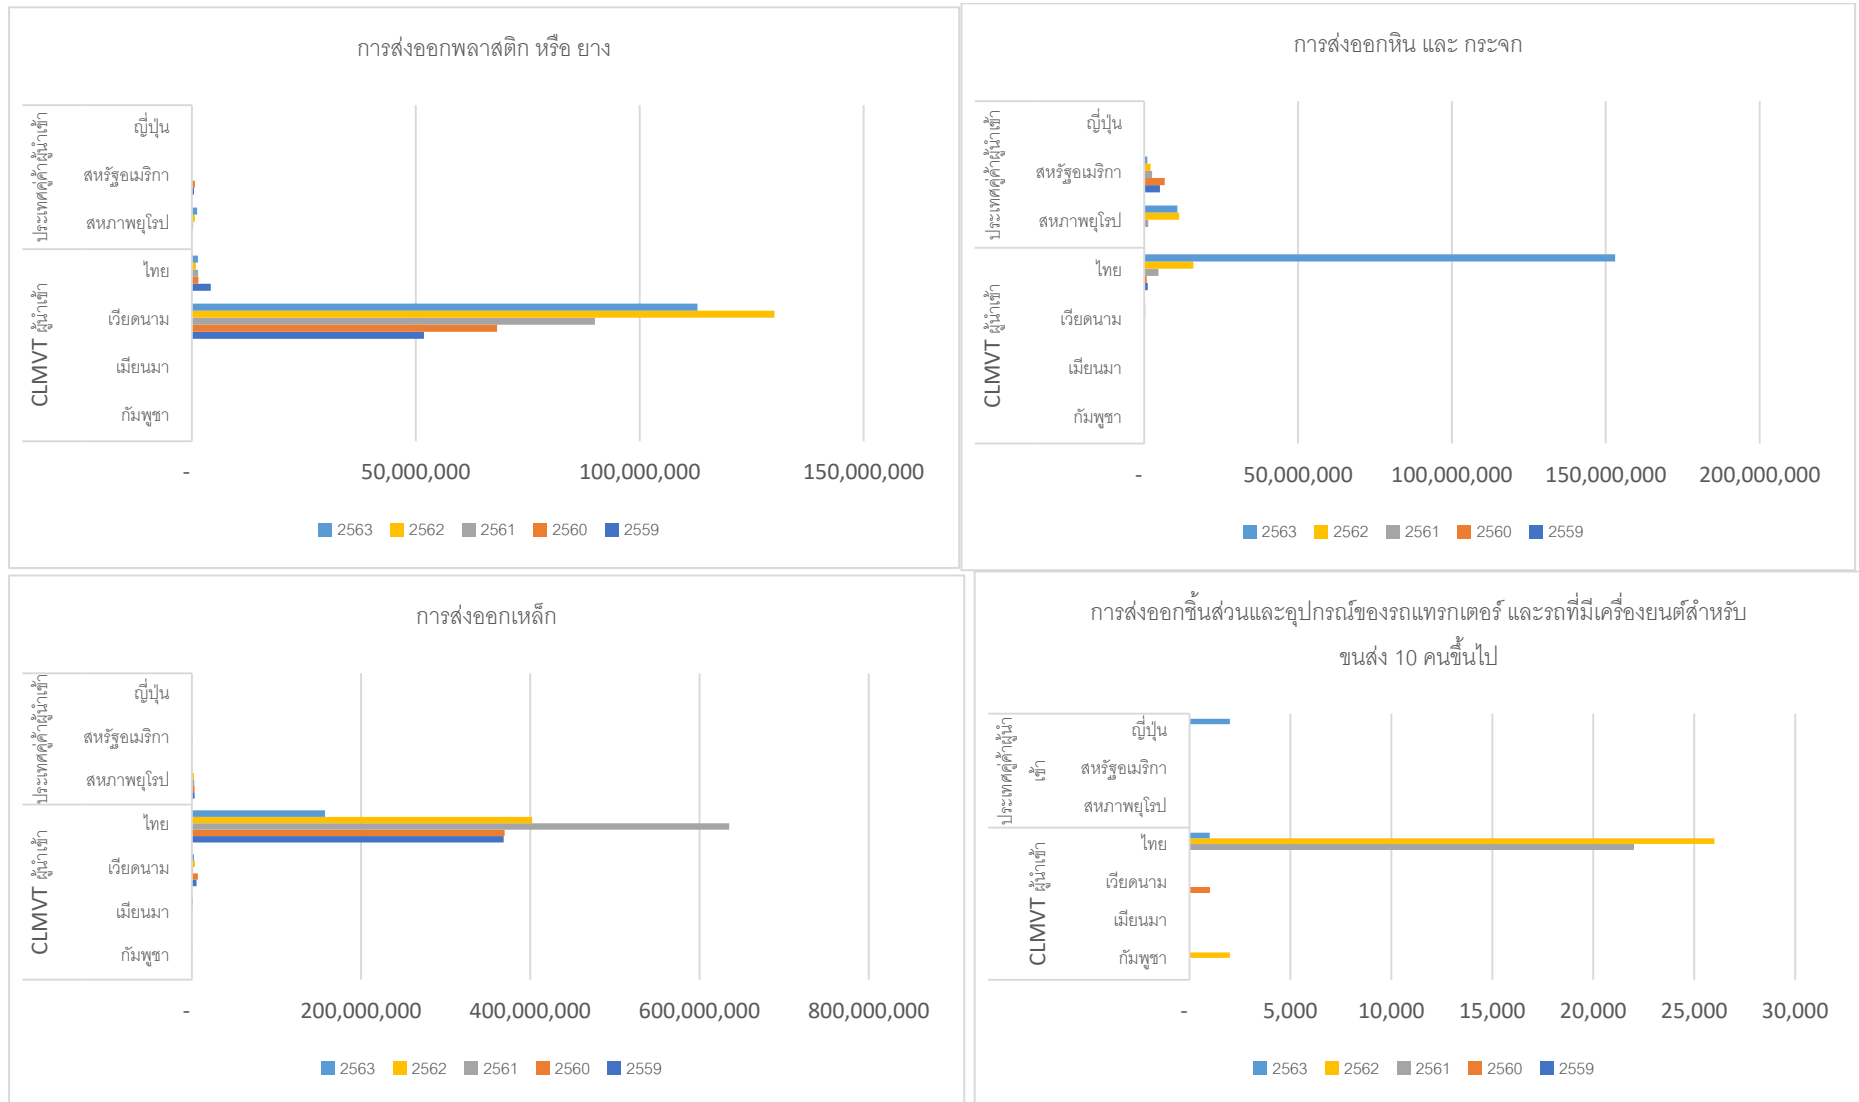 การส่งออกพลาสติก หรือ ยาง
ประเทศคู่ค้าผู้นำเข้า
ญี่ปุ่น
สหรัฐอเมริกา
สหภาพยุโรป
CLMVT ผู้นำเข้า
ไทย
เวียดนาม
เมียนมา
กัมพูชา
- 50,000,000 100,000,000 150,000,000
2563 2562 2561 2560 2559
การส่งออกหิน และ กระจก
ประเทศคู่ค้าผู้นำเข้า
ญี่ปุ่น
สหรัฐอเมริกา
สหภาพยุโรป
CLMVT ผู้นำเข้า
ไทย
เวียดนาม
เมียนมา
กัมพูชา
- 50,000,000 100,000,000 150,000,000 200,000,000
2563 2562 2561 2560 2559
การส่งออกเหล็ก
ประเทศคู่ค้าผู้นำเข้า
ญี่ปุ่น
สหรัฐอเมริกา
สหภาพยุโรป
CLMVT ผู้นำเข้า
ไทย
เวียดนาม
เมียนมา
กัมพูชา
- 200,000,000 400,000,000 600,000,000 800,000,000
2563 2562 2561 2560 2559
การส่งออกชิ้นส่วนและอุปกรณ์ของรถแทรกเตอร์ และรถที่มีเครื่องยนต์สำหรับ
ขนส่ง 10 คนขึ้นไป
ประเทศคู่ค้าผู้นำ
เข้า
ญี่ปุ่น
สหรัฐอเมริกา
สหภาพยุโรป
CLMVT ผู้นำเข้า
ไทย
เวียดนาม
เมียนมา
กัมพูชา
- 5,000 10,000 15,000 20,000 25,000 30,000
2563 2562 2561 2560 2559